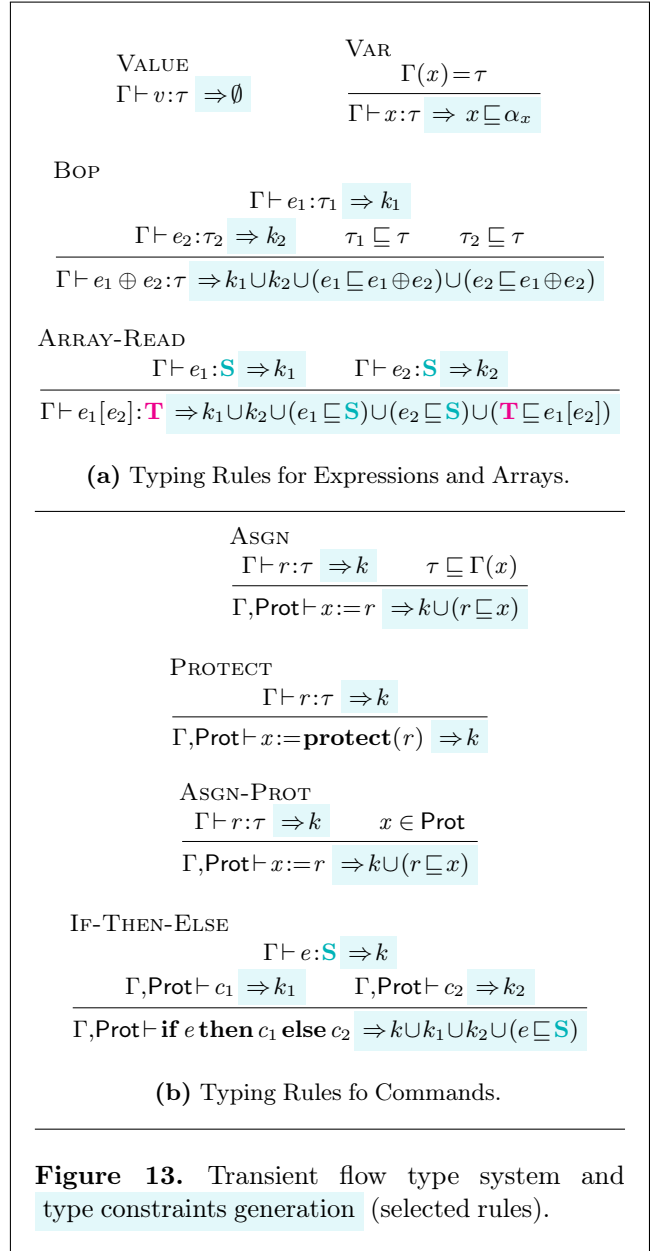 VALUE
Γ⊢v:τ ⇒∅
VAR
Γ(x)=τ
Γ⊢x:τ ⇒ x⊑αₓ
BOP
Γ⊢e₁:τ₁ ⇒k₁
Γ⊢e₂:τ₂ ⇒k₂ τ₁⊑τ τ₂⊑τ
Γ⊢e₁⊕e₂:τ ⇒k₁∪k₂∪(e₁⊑e₁⊕e₂)∪(e₂⊑e₁⊕e₂)
ARRAY-READ
Γ⊢e₁:S ⇒k₁ Γ⊢e₂:S ⇒k₂
Γ⊢e₁[e₂]:T ⇒k₁∪k₂∪(e₁⊑S)∪(e₂⊑S)∪(T⊑e₁[e₂])
(a) Typing Rules for Expressions and Arrays.
ASGN
Γ⊢r:τ ⇒k τ⊑Γ(x)
Γ,Prot⊢x:=r ⇒k∪(r⊑x)
PROTECT
Γ⊢r:τ ⇒k
Γ,Prot⊢x:=protect(r) ⇒k
ASGN-PROT
Γ⊢r:τ ⇒k x∈Prot
Γ,Prot⊢x:=r ⇒k∪(r⊑x)
IF-THEN-ELSE
Γ⊢e:S ⇒k
Γ,Prot⊢c₁ ⇒k₁ Γ,Prot⊢c₂ ⇒k₂
Γ,Prot⊢if e then c₁ else c₂ ⇒k∪k₁∪k₂∪(e⊑S)
(b) Typing Rules fo Commands.
Figure 13. Transient flow type system and
type constraints generation (selected rules).